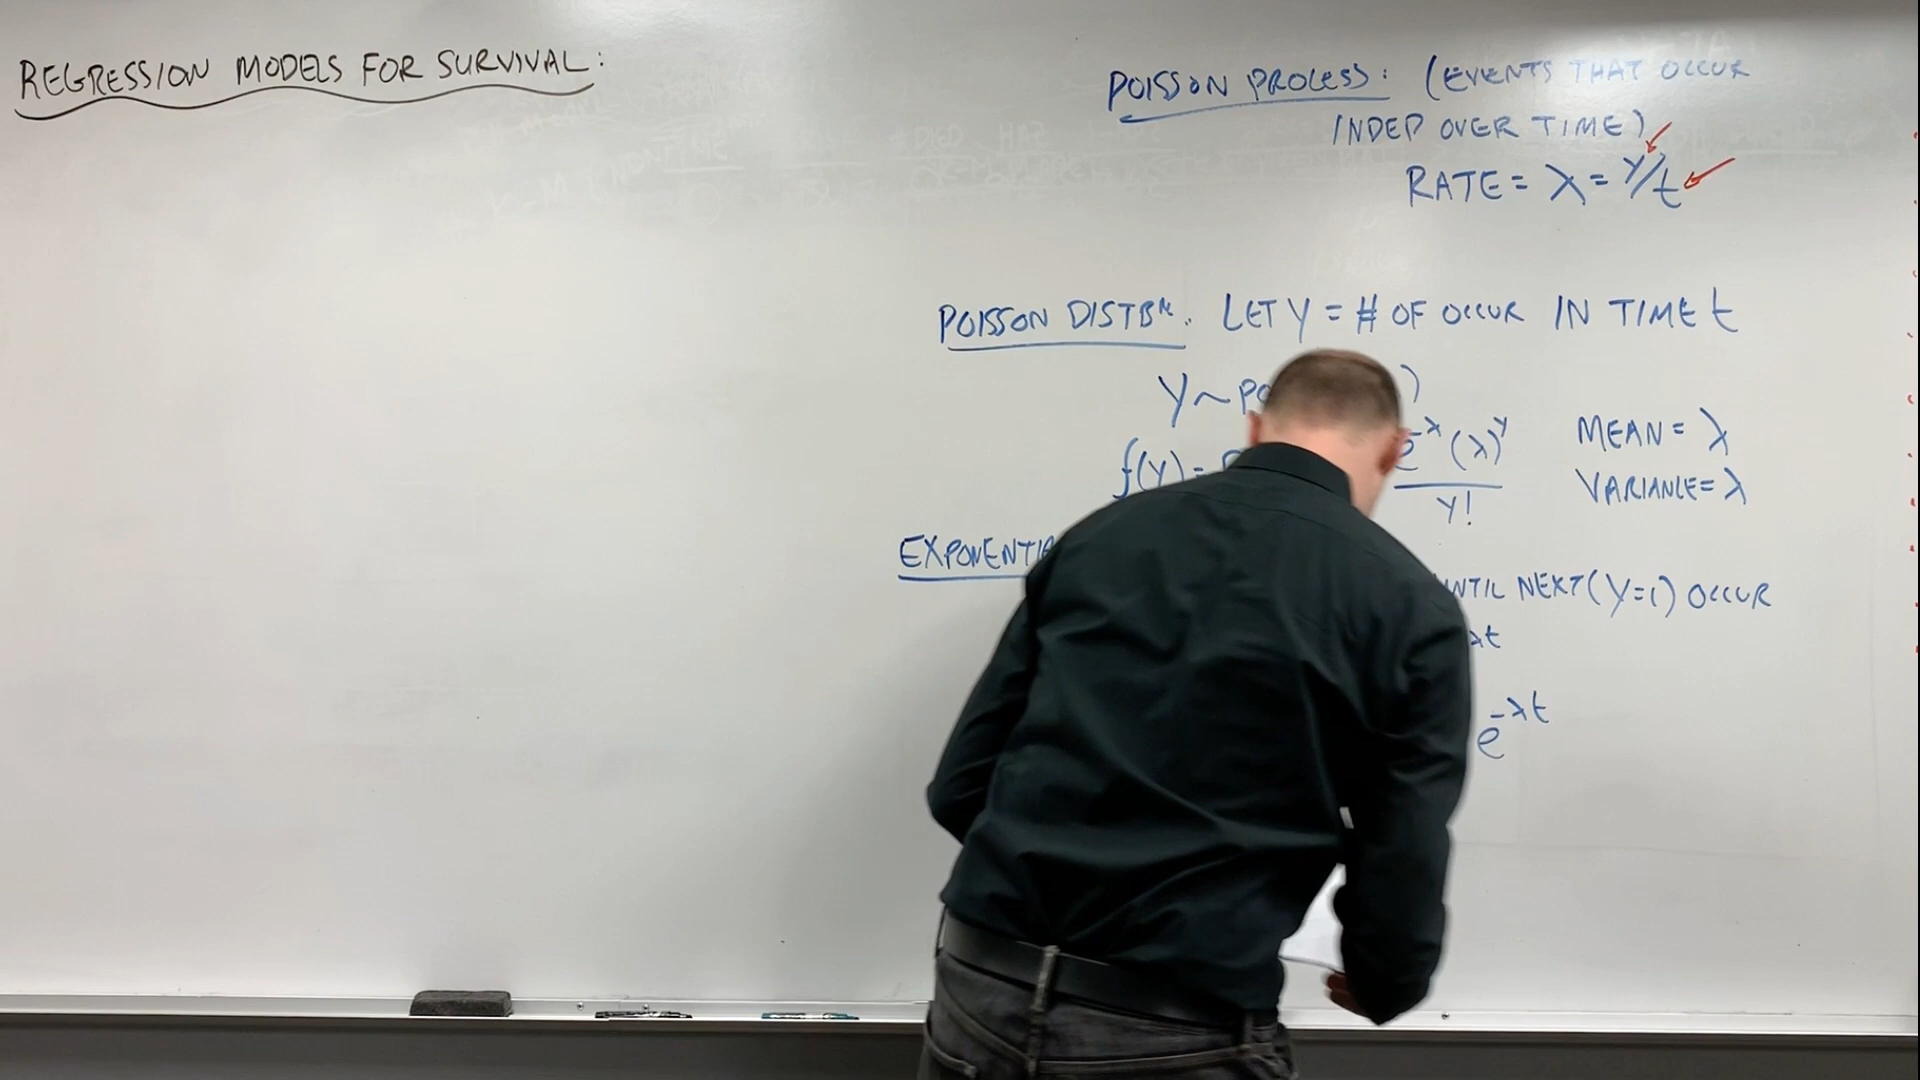 REGRESSION MODELS FOR SURVIVAL:
POISSON PROCESS: (EVENTS THAT OCCUR
INDEP OVER TIME)
RATE = λ = Y/t
POISSON DISTBN. LET Y = # OF OCCUR IN TIME t
Y ~ PO )
f(Y) = e^-λ (λ)^Y / Y! MEAN = λ
VARIANCE = λ
EXPONENTIA
UNTIL NEXT (Y=1) OCCUR
λt
e^-λt